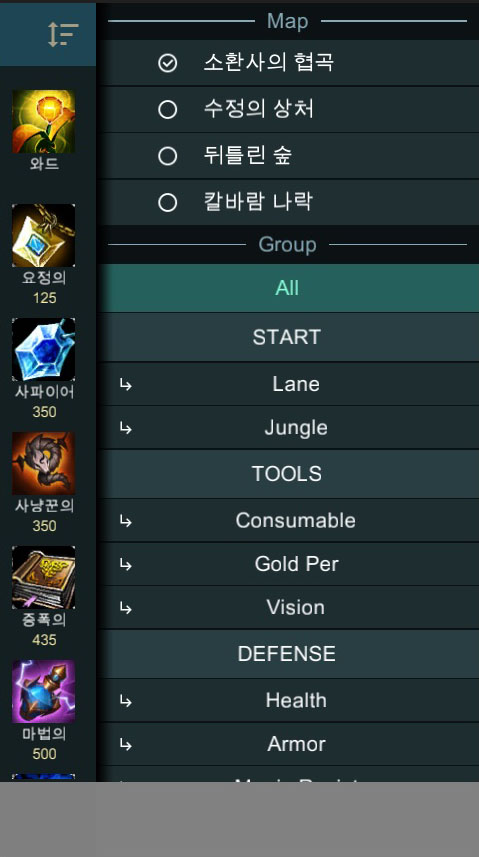 Map
소환사의 협곡
수정의 상처
뒤틀린 숲
칼바람 나락
Group
All
START
Lane
Jungle
TOOLS
Consumable
Gold Per
Vision
DEFENSE
Health
Armor
와드
요정의
125
사파이어
350
사냥꾼의
350
증폭의
435
마법의
500